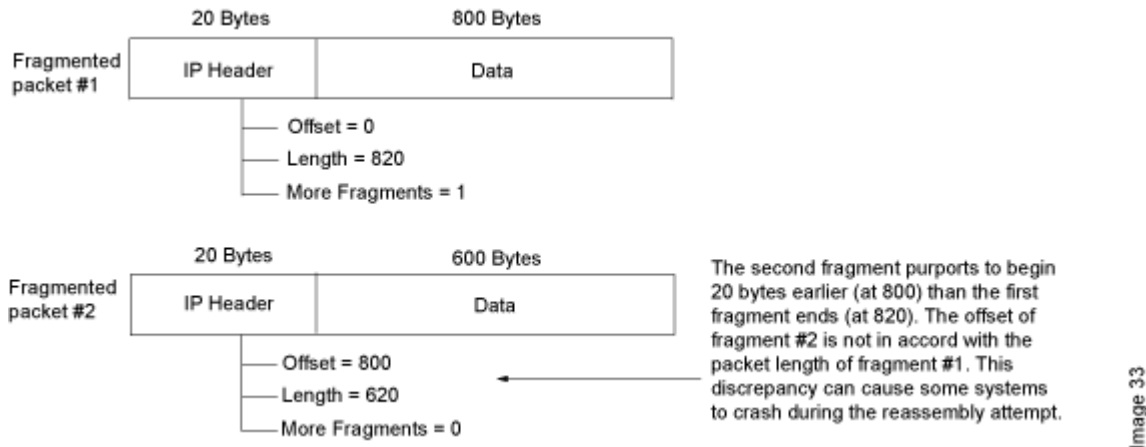 20 Bytes
800 Bytes
Fragmented
packet #1
IP Header
Data
Offset = 0
Length = 820
More Fragments = 1
20 Bytes
600 Bytes
Fragmented
packet #2
IP Header
Data
Offset = 800
Length = 620
More Fragments = 0
The second fragment purports to begin
20 bytes earlier (at 800) than the first
fragment ends (at 820). The offset of
fragment #2 is not in accord with the
packet length of fragment #1. This
discrepancy can cause some systems
to crash during the reassembly attempt.
Image 33